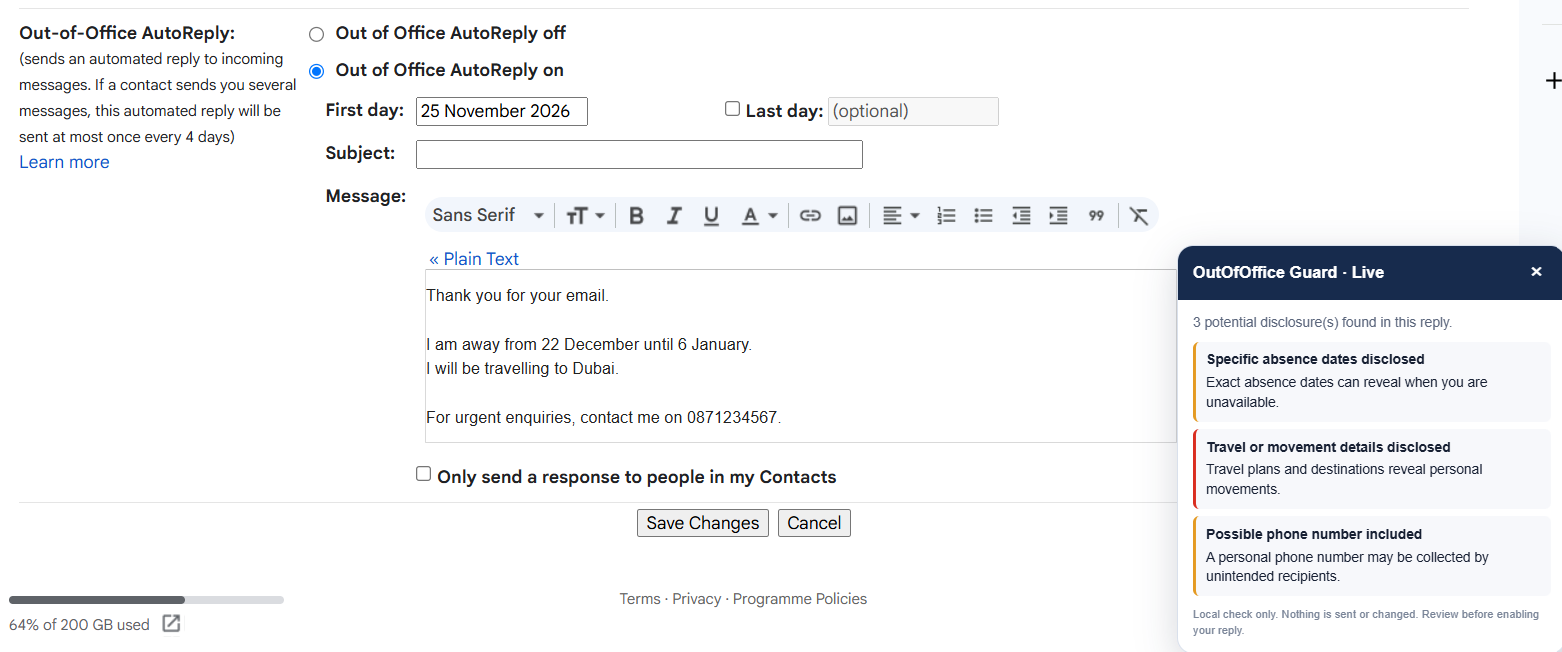 Out-of-Office AutoReply:
(sends an automated reply to incoming
messages. If a contact sends you several
messages, this automated reply will be
sent at most once every 4 days)
Learn more
Out of Office AutoReply off
Out of Office AutoReply on
First day: 25 November 2026 Last day: (optional)
Subject:
Message:
Sans Serif
« Plain Text
Thank you for your email.
I am away from 22 December until 6 January.
I will be travelling to Dubai.
For urgent enquiries, contact me on 0871234567.
Only send a response to people in my Contacts
Save Changes Cancel
64% of 200 GB used
Terms · Privacy · Programme Policies
OutOfOffice Guard · Live
3 potential disclosure(s) found in this reply.
Specific absence dates disclosed
Exact absence dates can reveal when you are
unavailable.
Travel or movement details disclosed
Travel plans and destinations reveal personal
movements.
Possible phone number included
A personal phone number may be collected by
unintended recipients.
Local check only. Nothing is sent or changed. Review before enabling
your reply.